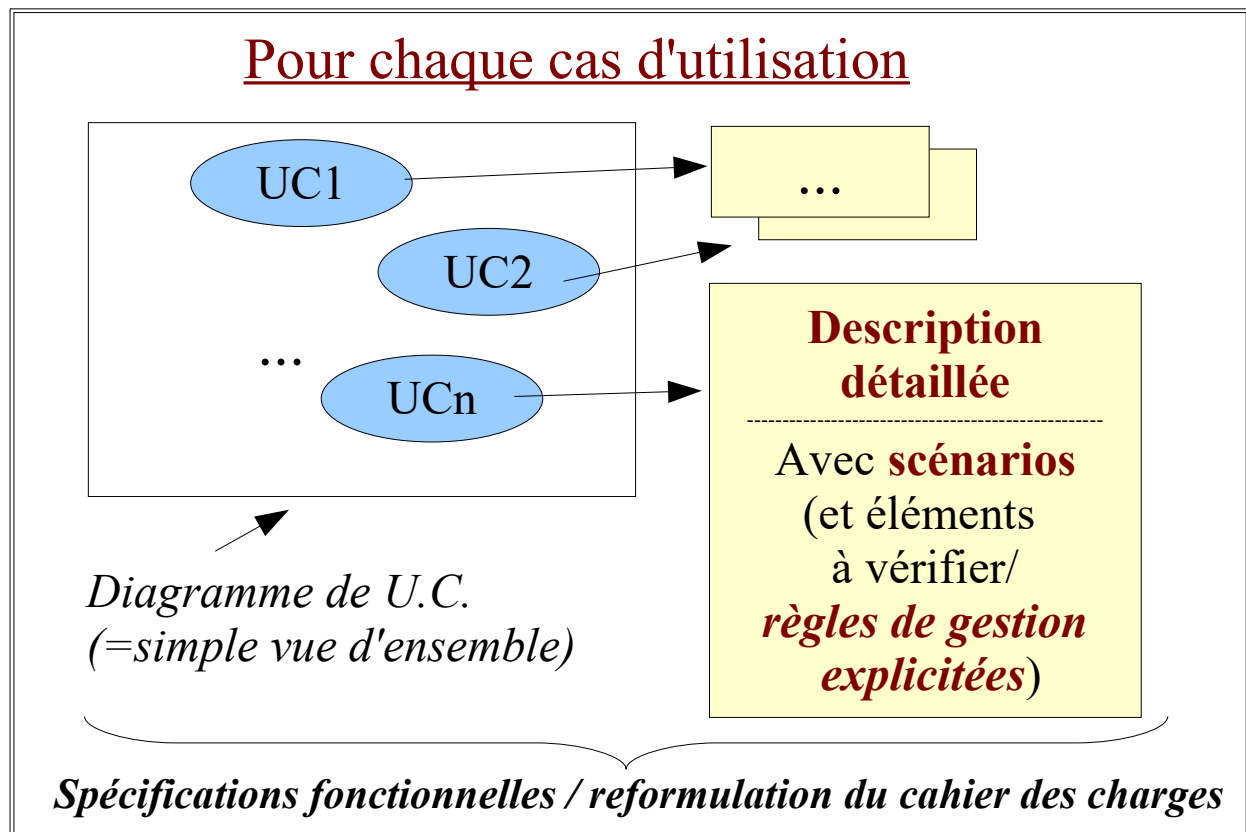 Pour chaque cas d'utilisation
UC1
...
UC2
...
UCn
Description
détaillée
-----------------------------------------------------
Avec scénarios
(et éléments
à vérifier/
règles de gestion
explicitées)
Diagramme de U.C.
(=simple vue d'ensemble)
Spécifications fonctionnelles / reformulation du cahier des charges